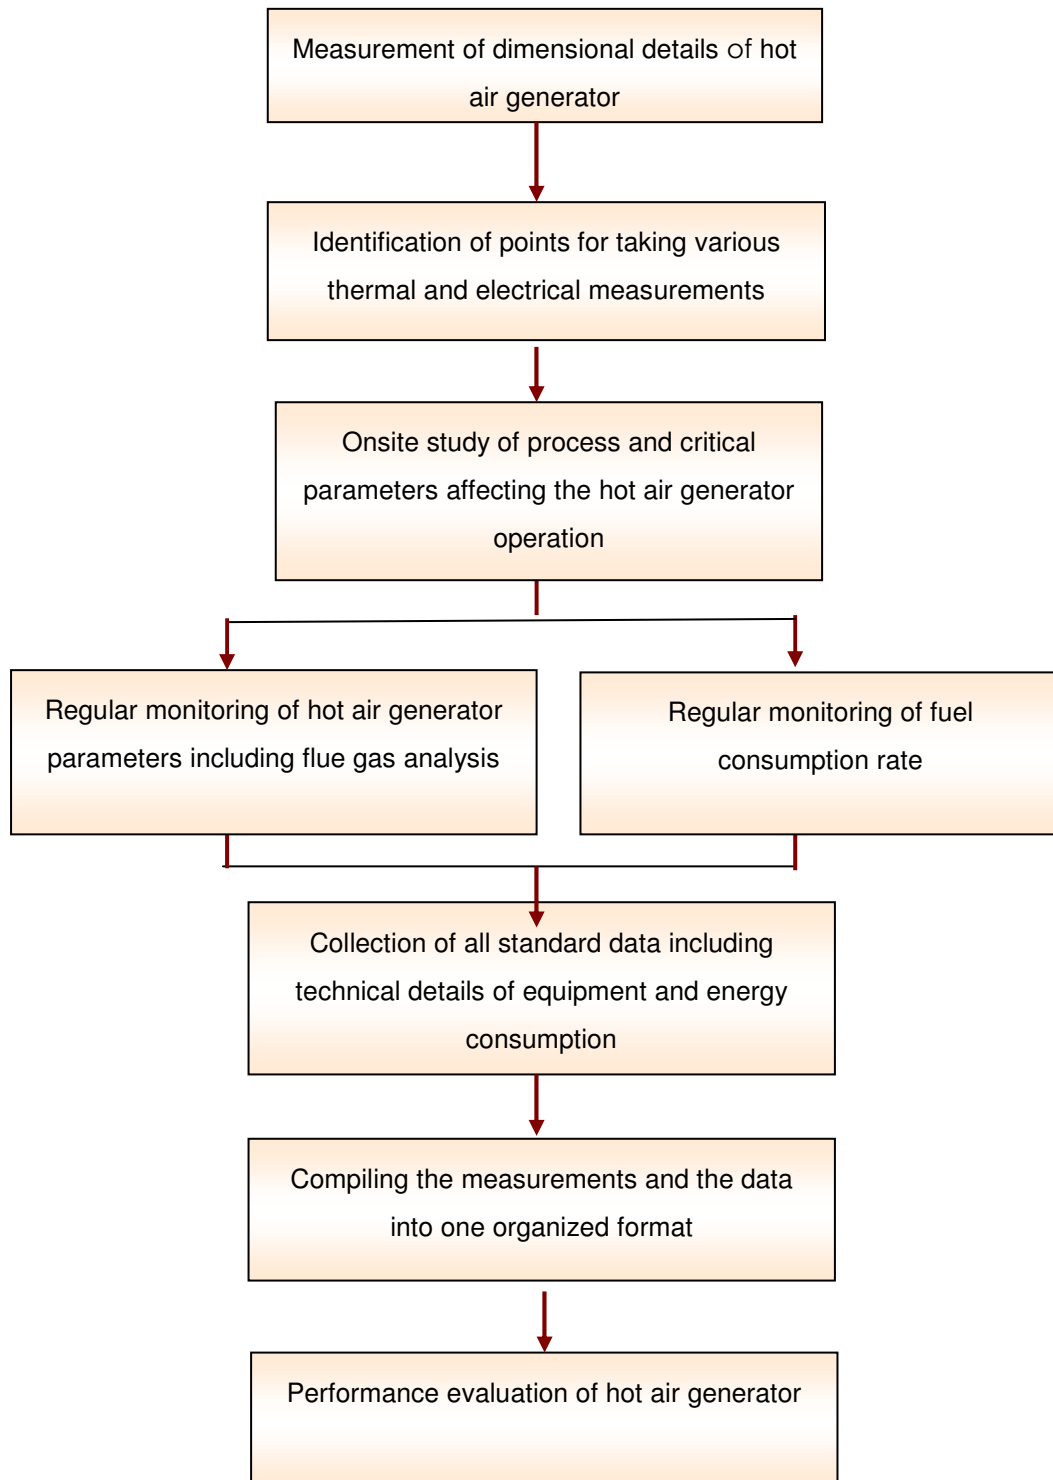 Measurement of dimensional details of hot
air generator
Identification of points for taking various
thermal and electrical measurements
Onsite study of process and critical
parameters affecting the hot air generator
operation
Regular monitoring of hot air generator
parameters including flue gas analysis
Regular monitoring of fuel
consumption rate
Collection of all standard data including
technical details of equipment and energy
consumption
Compiling the measurements and the data
into one organized format
Performance evaluation of hot air generator